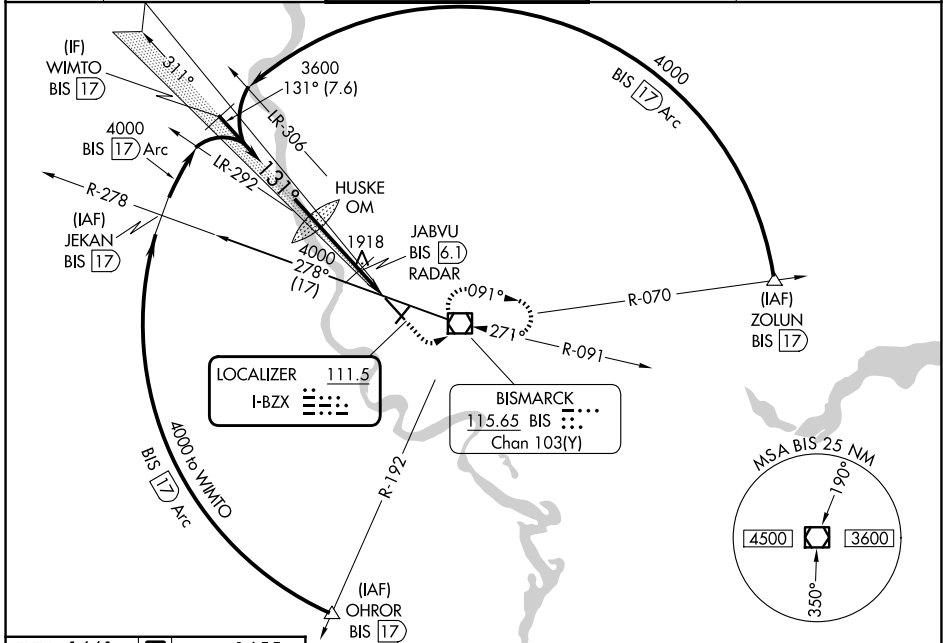 (IF)
WIMTO
BIS 17
311°
3600
131° (7.6)
4000
BIS 17 Arc
4000
BIS 17 Arc
LR-306
LR-292
131°
R-278
HUSKE
OM
(IAF)
JEKAN
BIS 17
1918
JABVU
BIS 6.1
RADAR
4000
278°
(17)
091°
271°
R-070
R-091
(IAF)
ZOLUN
BIS 17
LOCALIZER 111.5
I-BZX
BISMARCK
115.65 BIS
Chan 103(Y)
4000 to WIMTO
BIS 17 Arc
R-192
MSA BIS 25 NM
190°
4500
3600
350°
(IAF)
OHROR
BIS 17